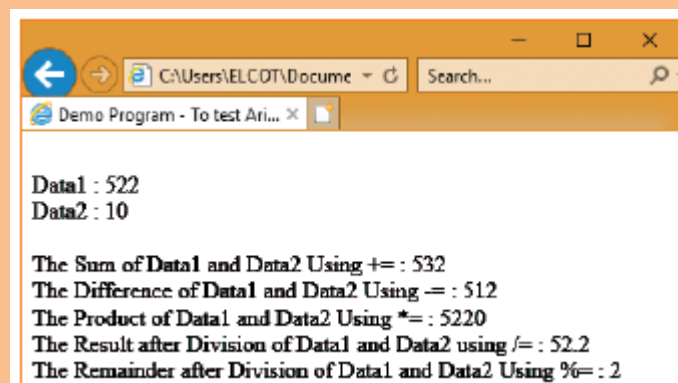 C:\Users\ELCOT\Docume
Search...
Demo Program - To test Ari...
Data1 : 522
Data2 : 10
The Sum of Data1 and Data2 Using += : 532
The Difference of Data1 and Data2 Using -= : 512
The Product of Data1 and Data2 Using *= : 5220
The Result after Division of Data1 and Data2 using /= : 52.2
The Remainder after Division of Data1 and Data2 Using %= : 2